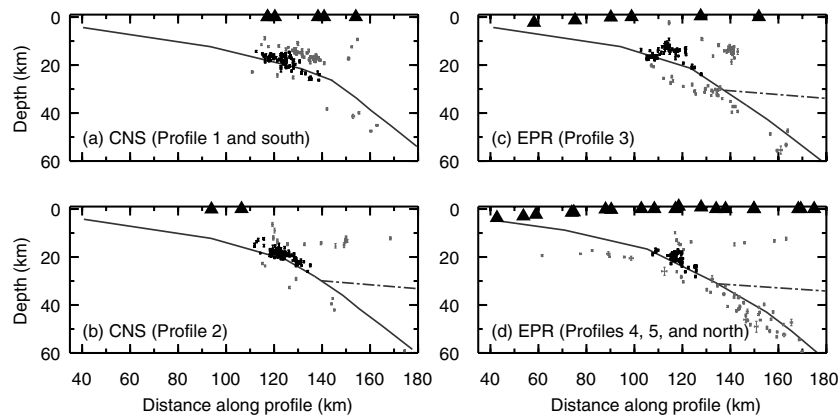 0
20
40
60
Depth (km)
(a) CNS (Profile 1 and south)
0
20
40
60
Depth (km)
(c) EPR (Profile 3)
0
20
40
60
Depth (km)
(b) CNS (Profile 2)
40 60 80 100 120 140 160 180
Distance along profile (km)
0
20
40
60
(d) EPR (Profiles 4, 5, and north)
40 60 80 100 120 140 160 180
Distance along profile (km)